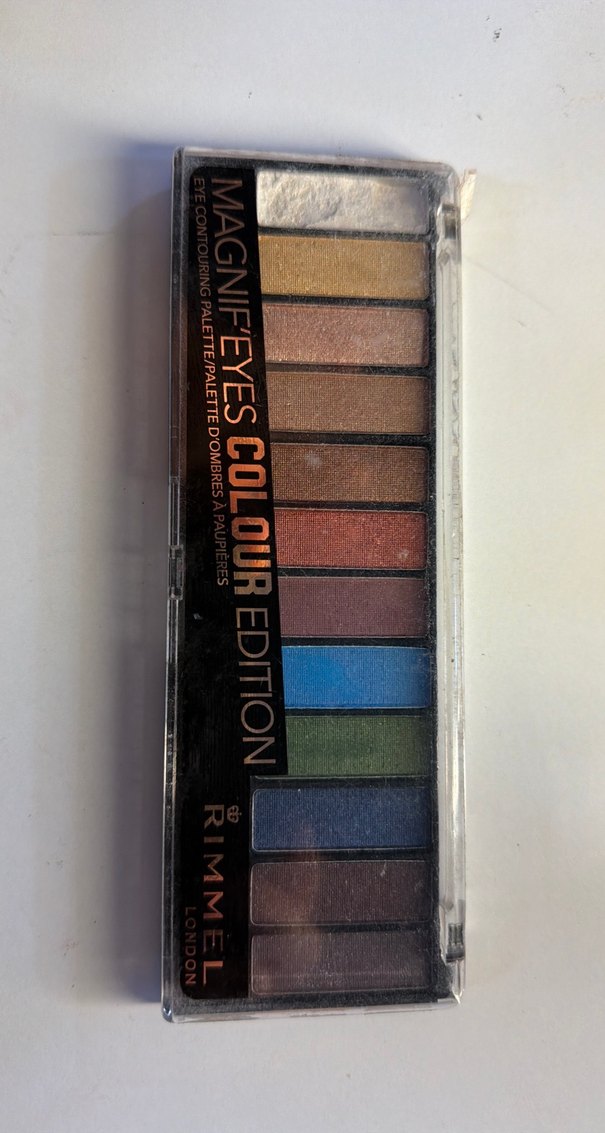 MAGNIF'EYES COLOUR EDITION
EYE CONTOURING PALETTE/PALETTE D'OMBRES À PAUPIÈRES
RIMMEL
LONDON